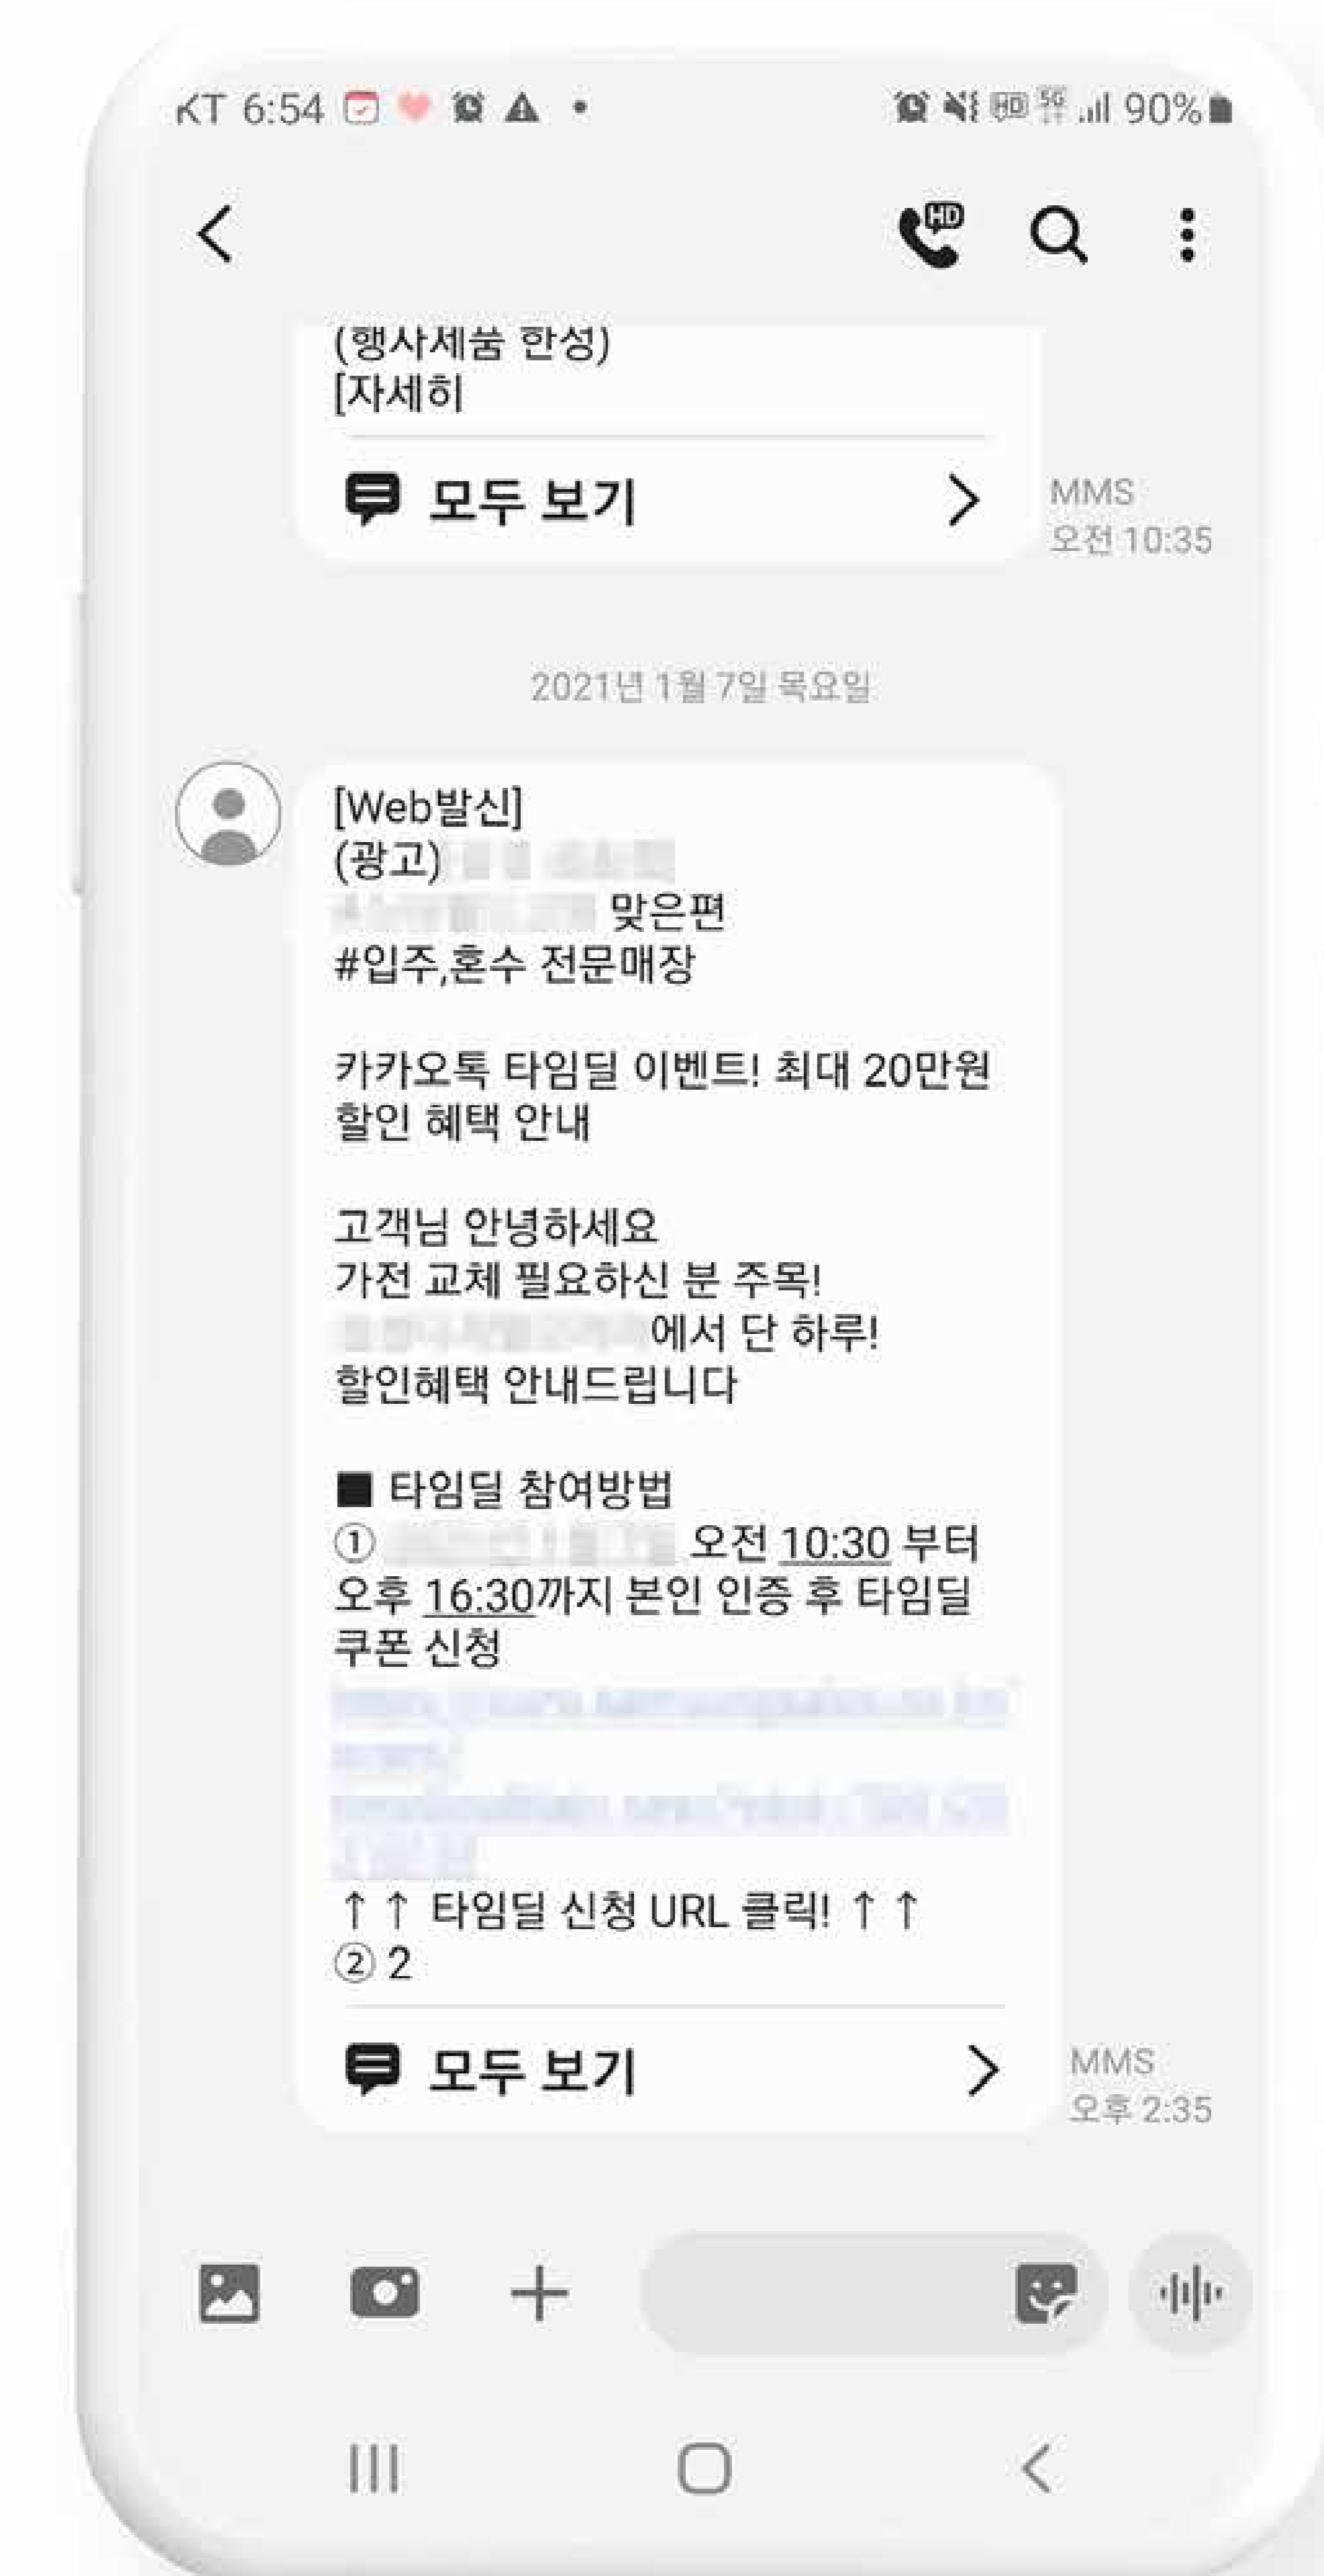 KT 6:54
HD 5G 90%
HD
(행사제품 한성)
[자세히
모두 보기
MMS
오전 10:35
2021년 1월 7일 목요일
[Web발신]
(광고)
맞은편
#입주,혼수 전문매장
카카오톡 타임딜 이벤트! 최대 20만원
할인 혜택 안내
고객님 안녕하세요
가전 교체 필요하신 분 주목!
에서 단 하루!
할인혜택 안내드립니다
■ 타임딜 참여방법
① 오전 10:30 부터
오후 16:30까지 본인 인증 후 타임딜
쿠폰 신청
↑↑ 타임딜 신청 URL 클릭! ↑↑
② 2
모두 보기
MMS
오후 2:35